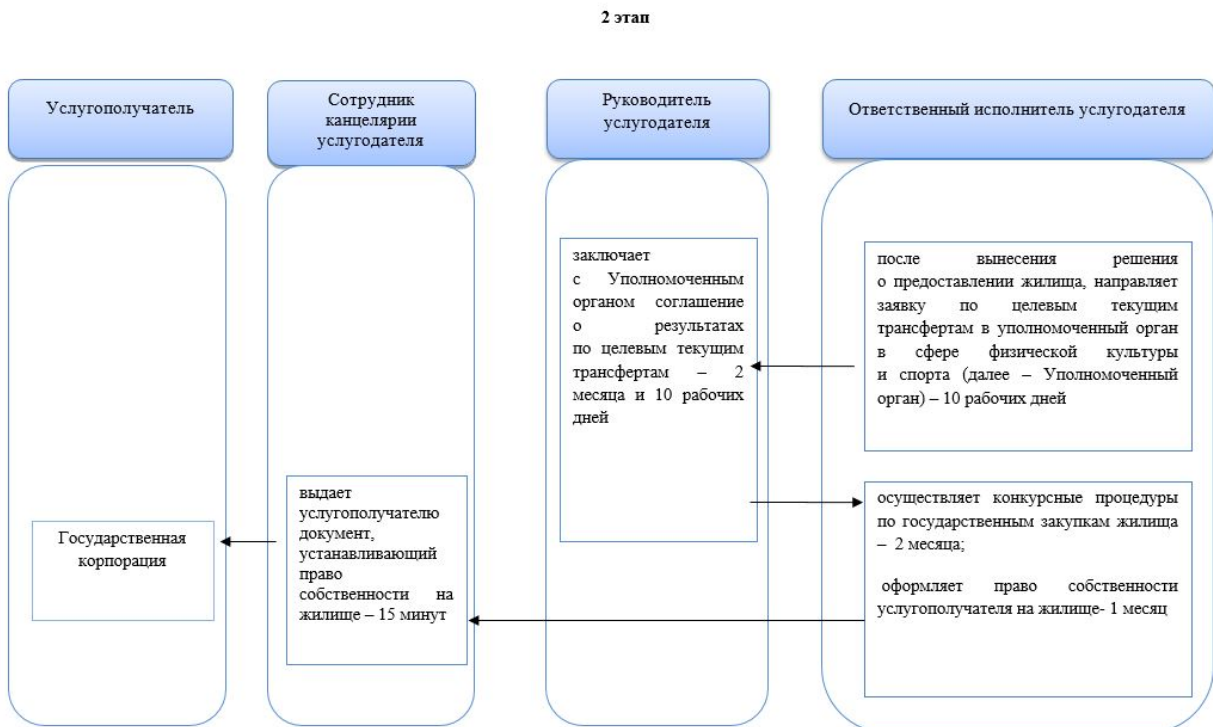 2 этап
Услугополучатель
Сотрудник
канцелярии
услугодателя
Руководитель
услугодателя
Ответственный исполнитель услугодателя
заключает
с Уполномоченным
органом соглашение
о результатах
по целевым текущим
трансфертам – 2
месяца и 10 рабочих
дней
после вынесения решения
о предоставлении жилища, направляет
заявку по целевым текущим
трансфертам в уполномоченный орган
в сфере физической культуры
и спорта (далее – Уполномоченный
орган) – 10 рабочих дней
Государственная
корпорация
выдает
услугополучателю
документ,
устанавливающий
право
собственности на
жилище – 15 минут
осуществляет конкурсные процедуры
по государственным закупкам жилища
– 2 месяца;
оформляет право собственности
услугополучателя на жилище- 1 месяц